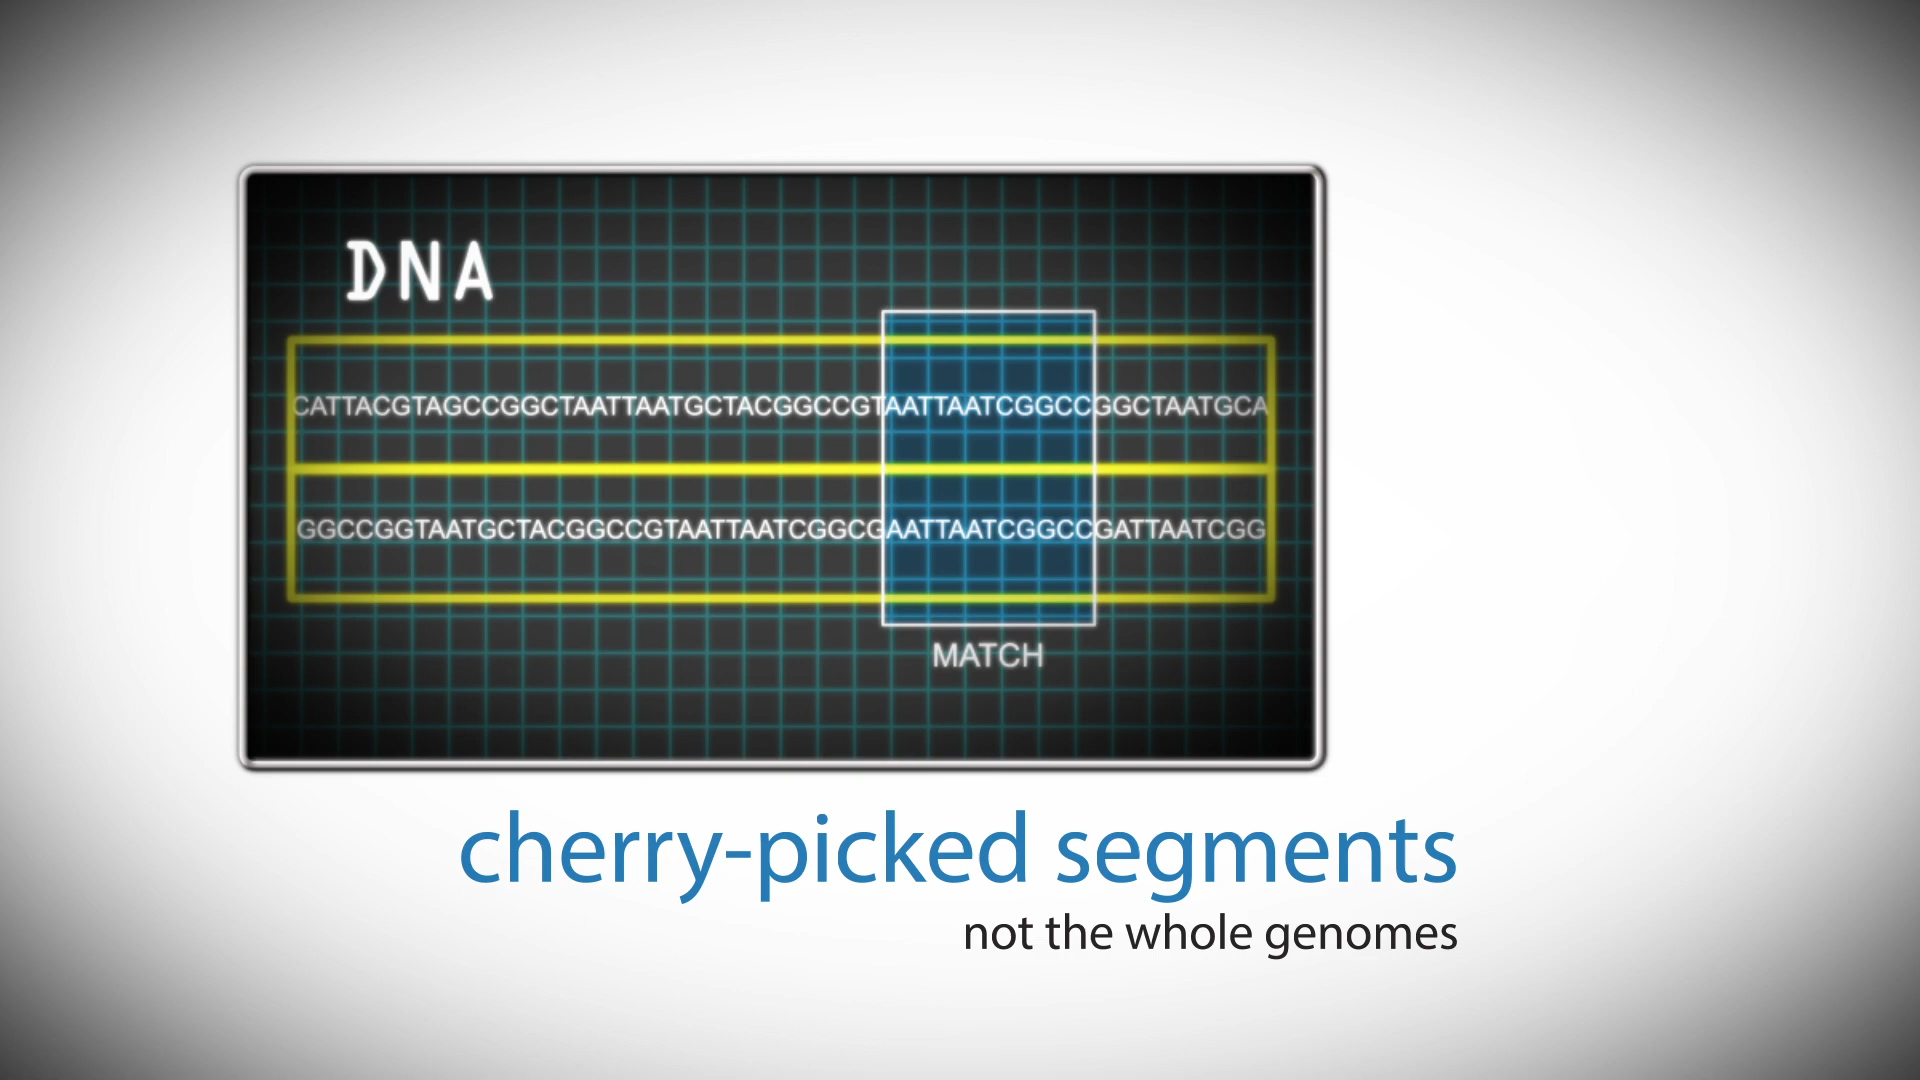 DNA
CATTACGTAGCCGGCTAATTAATGCTACGGCCGTAATTAATCGGCCGGCTAATGCA
GGCCGGTAATGCTACGGCCGTAATTAATCGGCGAATTAATCGGCCGATTAATCGG
MATCH
cherry-picked segments
not the whole genomes